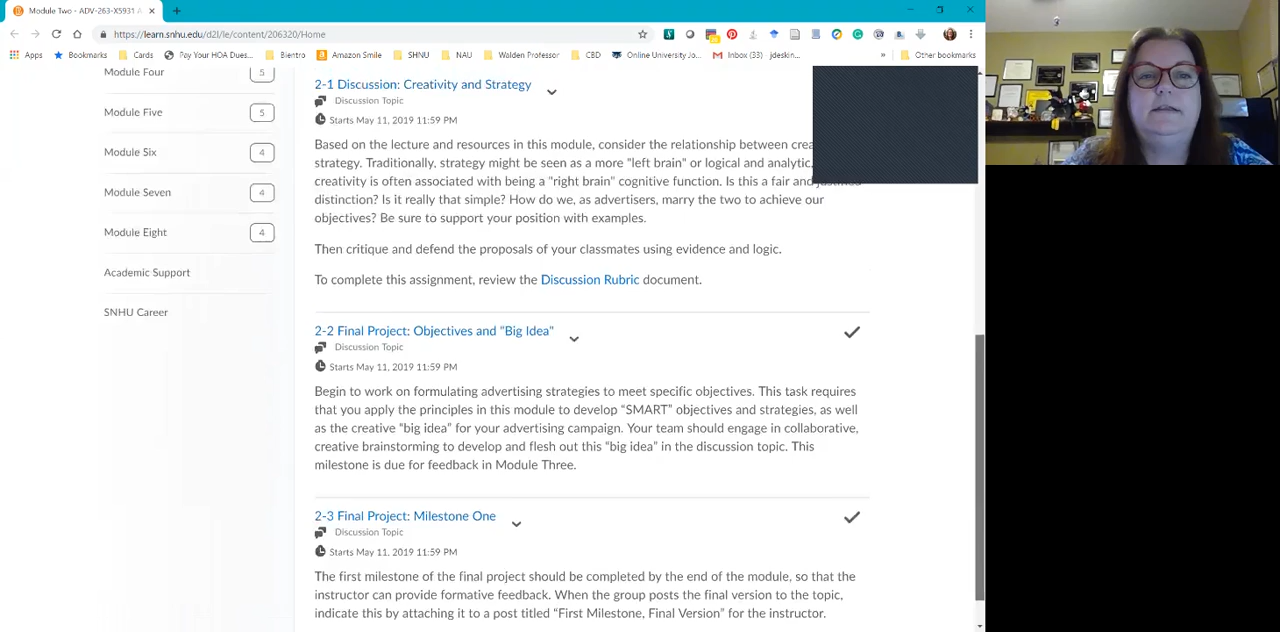 Module Two - ADV-263-X5931 A
https://learn.snhu.edu/d2l/le/content/206320/Home
Apps Bookmarks Cards Pay Your HOA Dues... Bientro Amazon Smile SHNU NAU Walden Professor CBD Online University Jo... Inbox (33) jdeskin... » Other bookmarks
Module Four 5
Module Five 5
Module Six 4
Module Seven 4
Module Eight 4
Academic Support
SNHU Career
2-1 Discussion: Creativity and Strategy
Discussion Topic
Starts May 11, 2019 11:59 PM
Based on the lecture and resources in this module, consider the relationship between
strategy. Traditionally, strategy might be seen as a more "left brain" or logical and analytic,
creativity is often associated with being a "right brain" cognitive function. Is this a fair and
distinction? Is it really that simple? How do we, as advertisers, marry the two to achieve our
objectives? Be sure to support your position with examples.
Then critique and defend the proposals of your classmates using evidence and logic.
To complete this assignment, review the Discussion Rubric document.
2-2 Final Project: Objectives and “Big Idea”
Discussion Topic
Starts May 11, 2019 11:59 PM
Begin to work on formulating advertising strategies to meet specific objectives. This task requires
that you apply the principles in this module to develop “SMART” objectives and strategies, as well
as the creative “big idea” for your advertising campaign. Your team should engage in collaborative,
creative brainstorming to develop and flesh out this “big idea” in the discussion topic. This
milestone is due for feedback in Module Three.
2-3 Final Project: Milestone One
Discussion Topic
Starts May 11, 2019 11:59 PM
The first milestone of the final project should be completed by the end of the module, so that the
instructor can provide formative feedback. When the group posts the final version to the topic,
indicate this by attaching it to a post titled “First Milestone, Final Version” for the instructor.